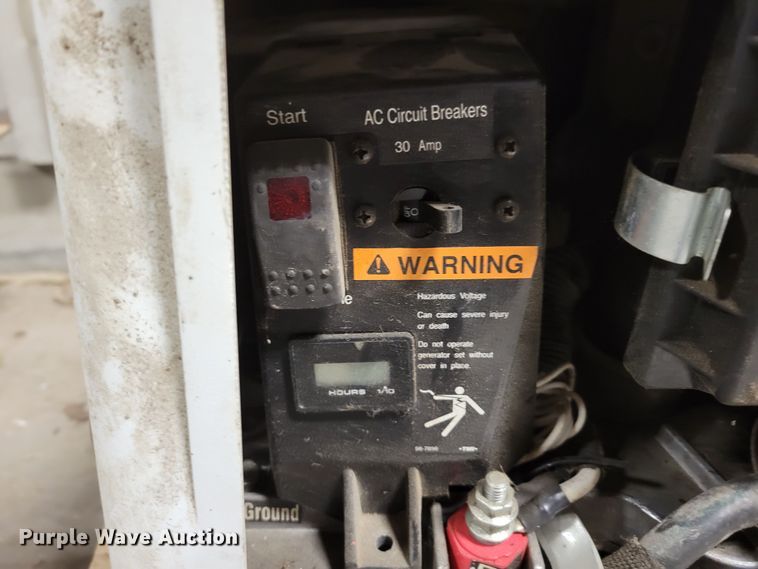 Start
AC Circuit Breakers
30 Amp
WARNING
Hazardous Voltage
Can cause severe injury
or death
Do not operate
generator set without
cover in place.
HOURS 1/10
Ground
Purple Wave Auction